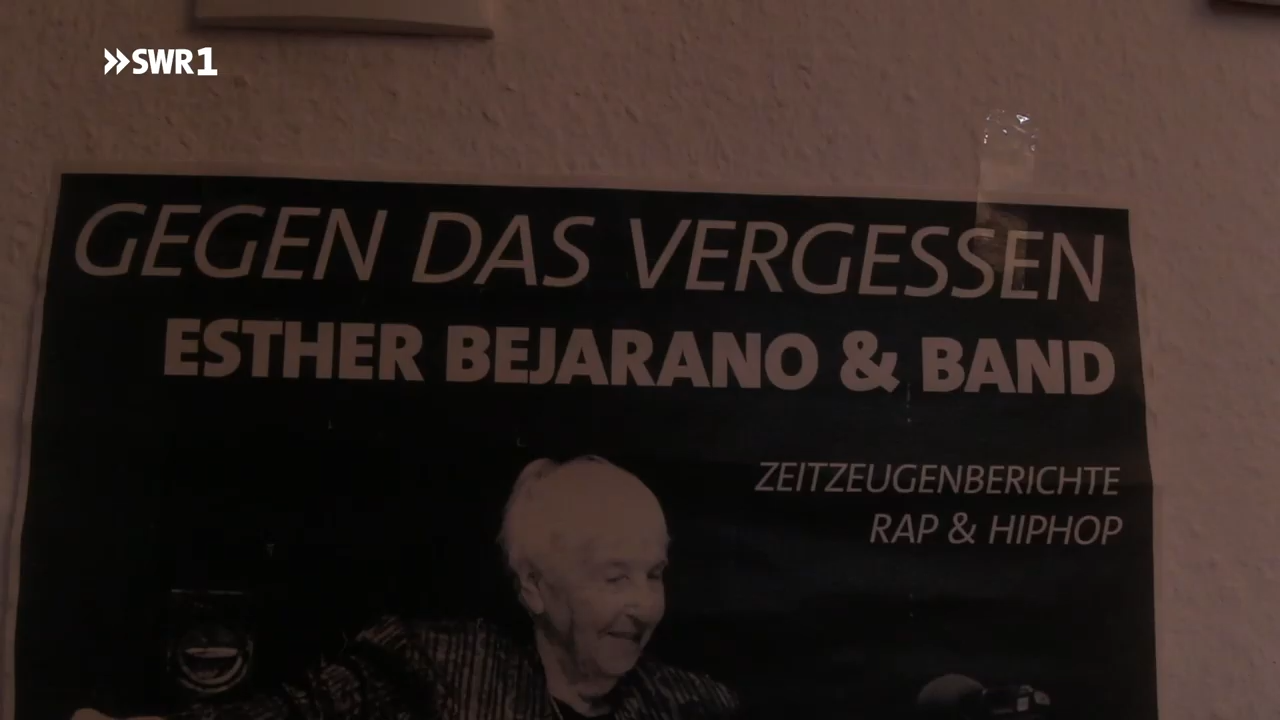 SWR1
GEGEN DAS VERGESSEN
ESTHER BEJARANO & BAND
ZEITZEUGENBERICHTE
RAP & HIPHOP